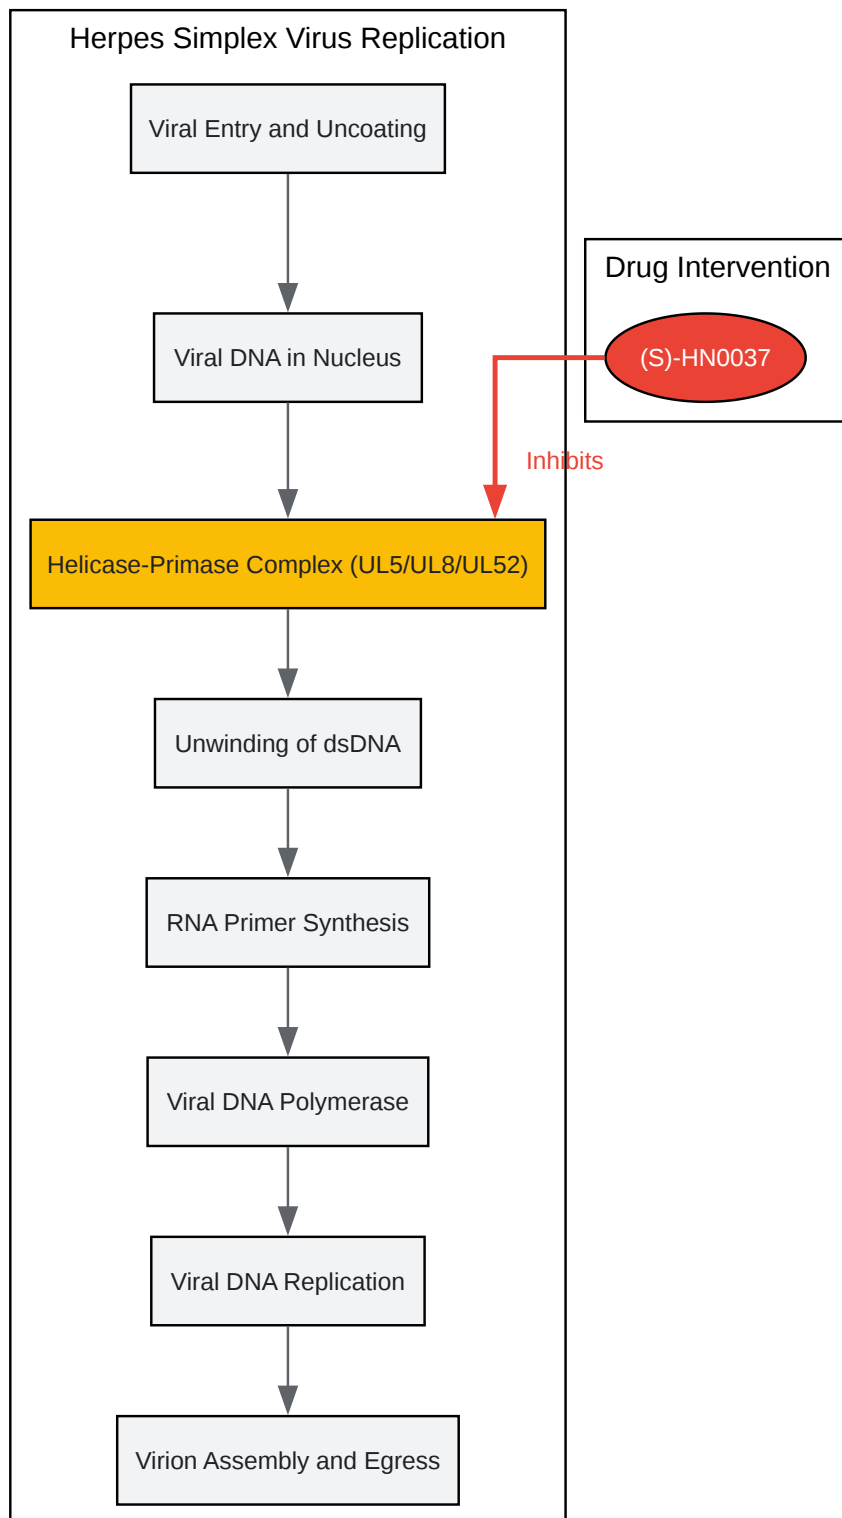 Herpes Simplex Virus Replication
Viral Entry and Uncoating
Drug Intervention
Viral DNA in Nucleus
(S)-HN0037
Inhibits
Helicase-Primase Complex (UL5/UL8/UL52)
Unwinding of dsDNA
RNA Primer Synthesis
Viral DNA Polymerase
Viral DNA Replication
Virion Assembly and Egress